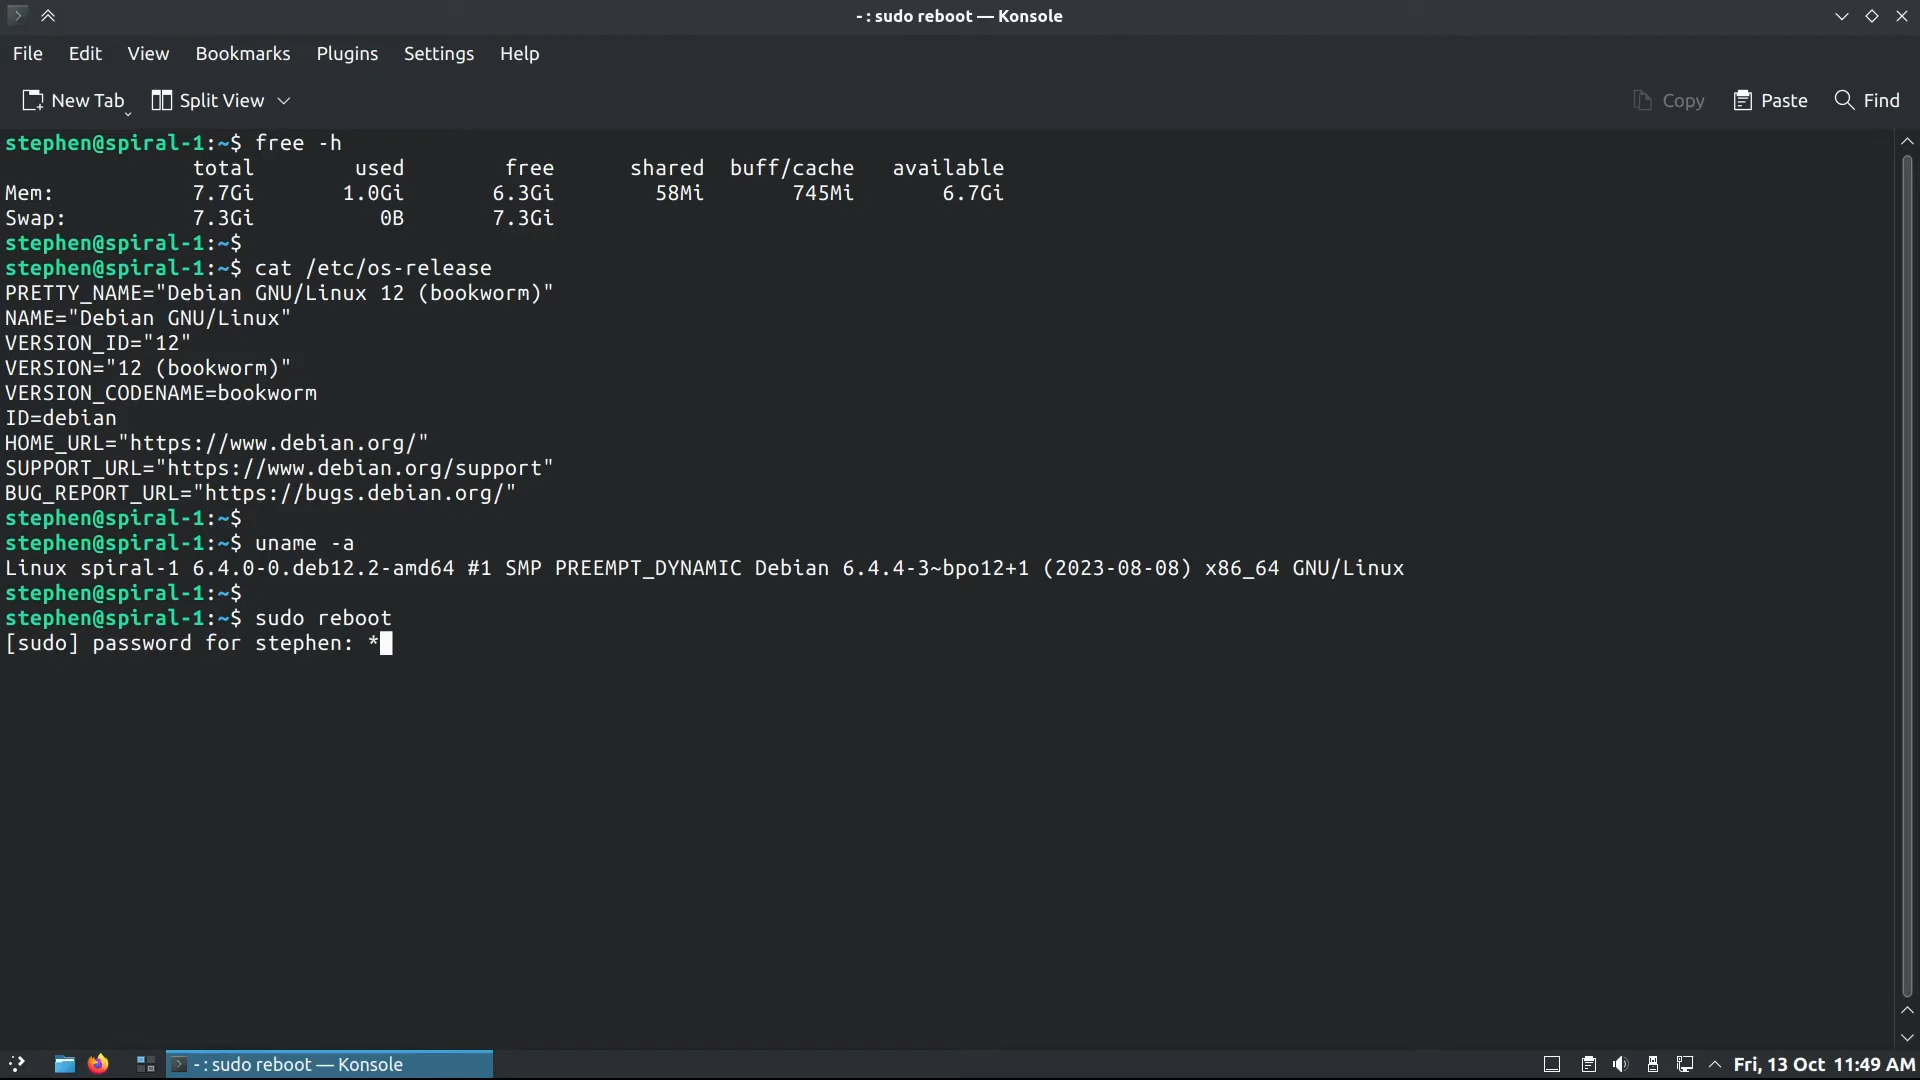 - : sudo reboot — Konsole
File Edit View Bookmarks Plugins Settings Help
New Tab Split View Copy Paste Find
stephen@spiral-1:~$ free -h
total used free shared buff/cache available
Mem: 7.7Gi 1.0Gi 6.3Gi 58Mi 745Mi 6.7Gi
Swap: 7.3Gi 0B 7.3Gi
stephen@spiral-1:~$
stephen@spiral-1:~$ cat /etc/os-release
PRETTY_NAME="Debian GNU/Linux 12 (bookworm)"
NAME="Debian GNU/Linux"
VERSION_ID="12"
VERSION="12 (bookworm)"
VERSION_CODENAME=bookworm
ID=debian
HOME_URL="https://www.debian.org/"
SUPPORT_URL="https://www.debian.org/support"
BUG_REPORT_URL="https://bugs.debian.org/"
stephen@spiral-1:~$
stephen@spiral-1:~$ uname -a
Linux spiral-1 6.4.0-0.deb12.2-amd64 #1 SMP PREEMPT_DYNAMIC Debian 6.4.4-3~bpo12+1 (2023-08-08) x86_64 GNU/Linux
stephen@spiral-1:~$
stephen@spiral-1:~$ sudo reboot
[sudo] password for stephen: *
- : sudo reboot — Konsole Fri, 13 Oct 11:49 AM